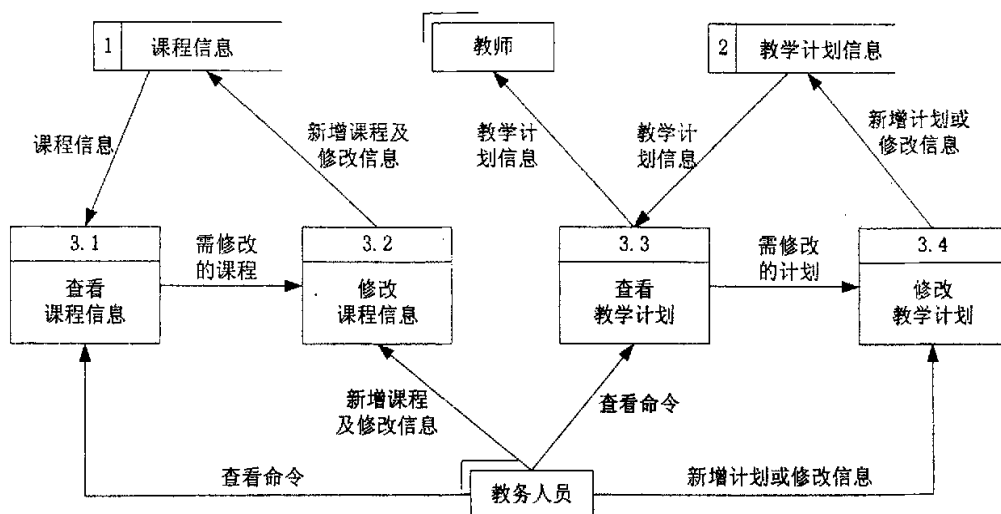 1 课程信息
教师
2 教学计划信息
课程信息
新增课程及
修改信息
教学计
划信息
教学计
划信息
新增计划或
修改信息
3.1
查看
课程信息
需修改
的课程
3.2
修改
课程信息
3.3
查看
教学计划
需修改
的计划
3.4
修改
教学计划
新增课程
及修改信息
查看命令
查看命令
教务人员
新增计划或修改信息